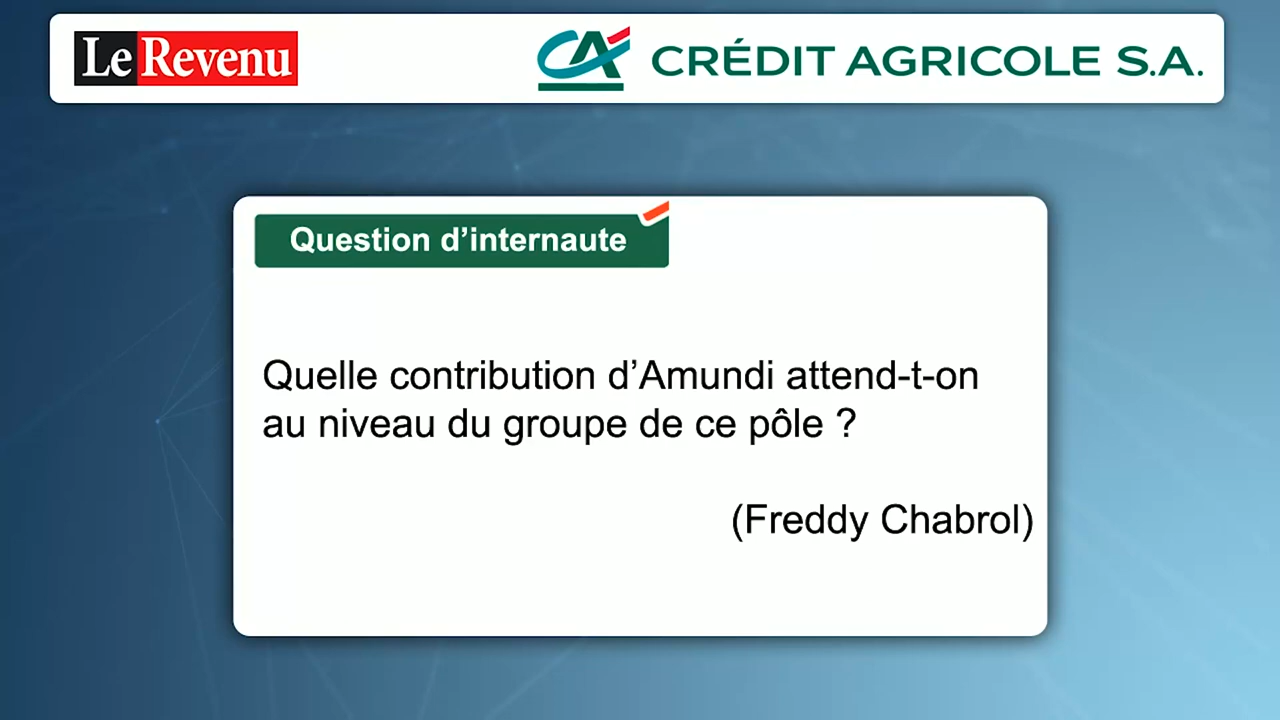 Le Revenu
CA CRÉDIT AGRICOLE S.A.
Question d’internaute
Quelle contribution d’Amundi attend-t-on
au niveau du groupe de ce pôle ?
(Freddy Chabrol)